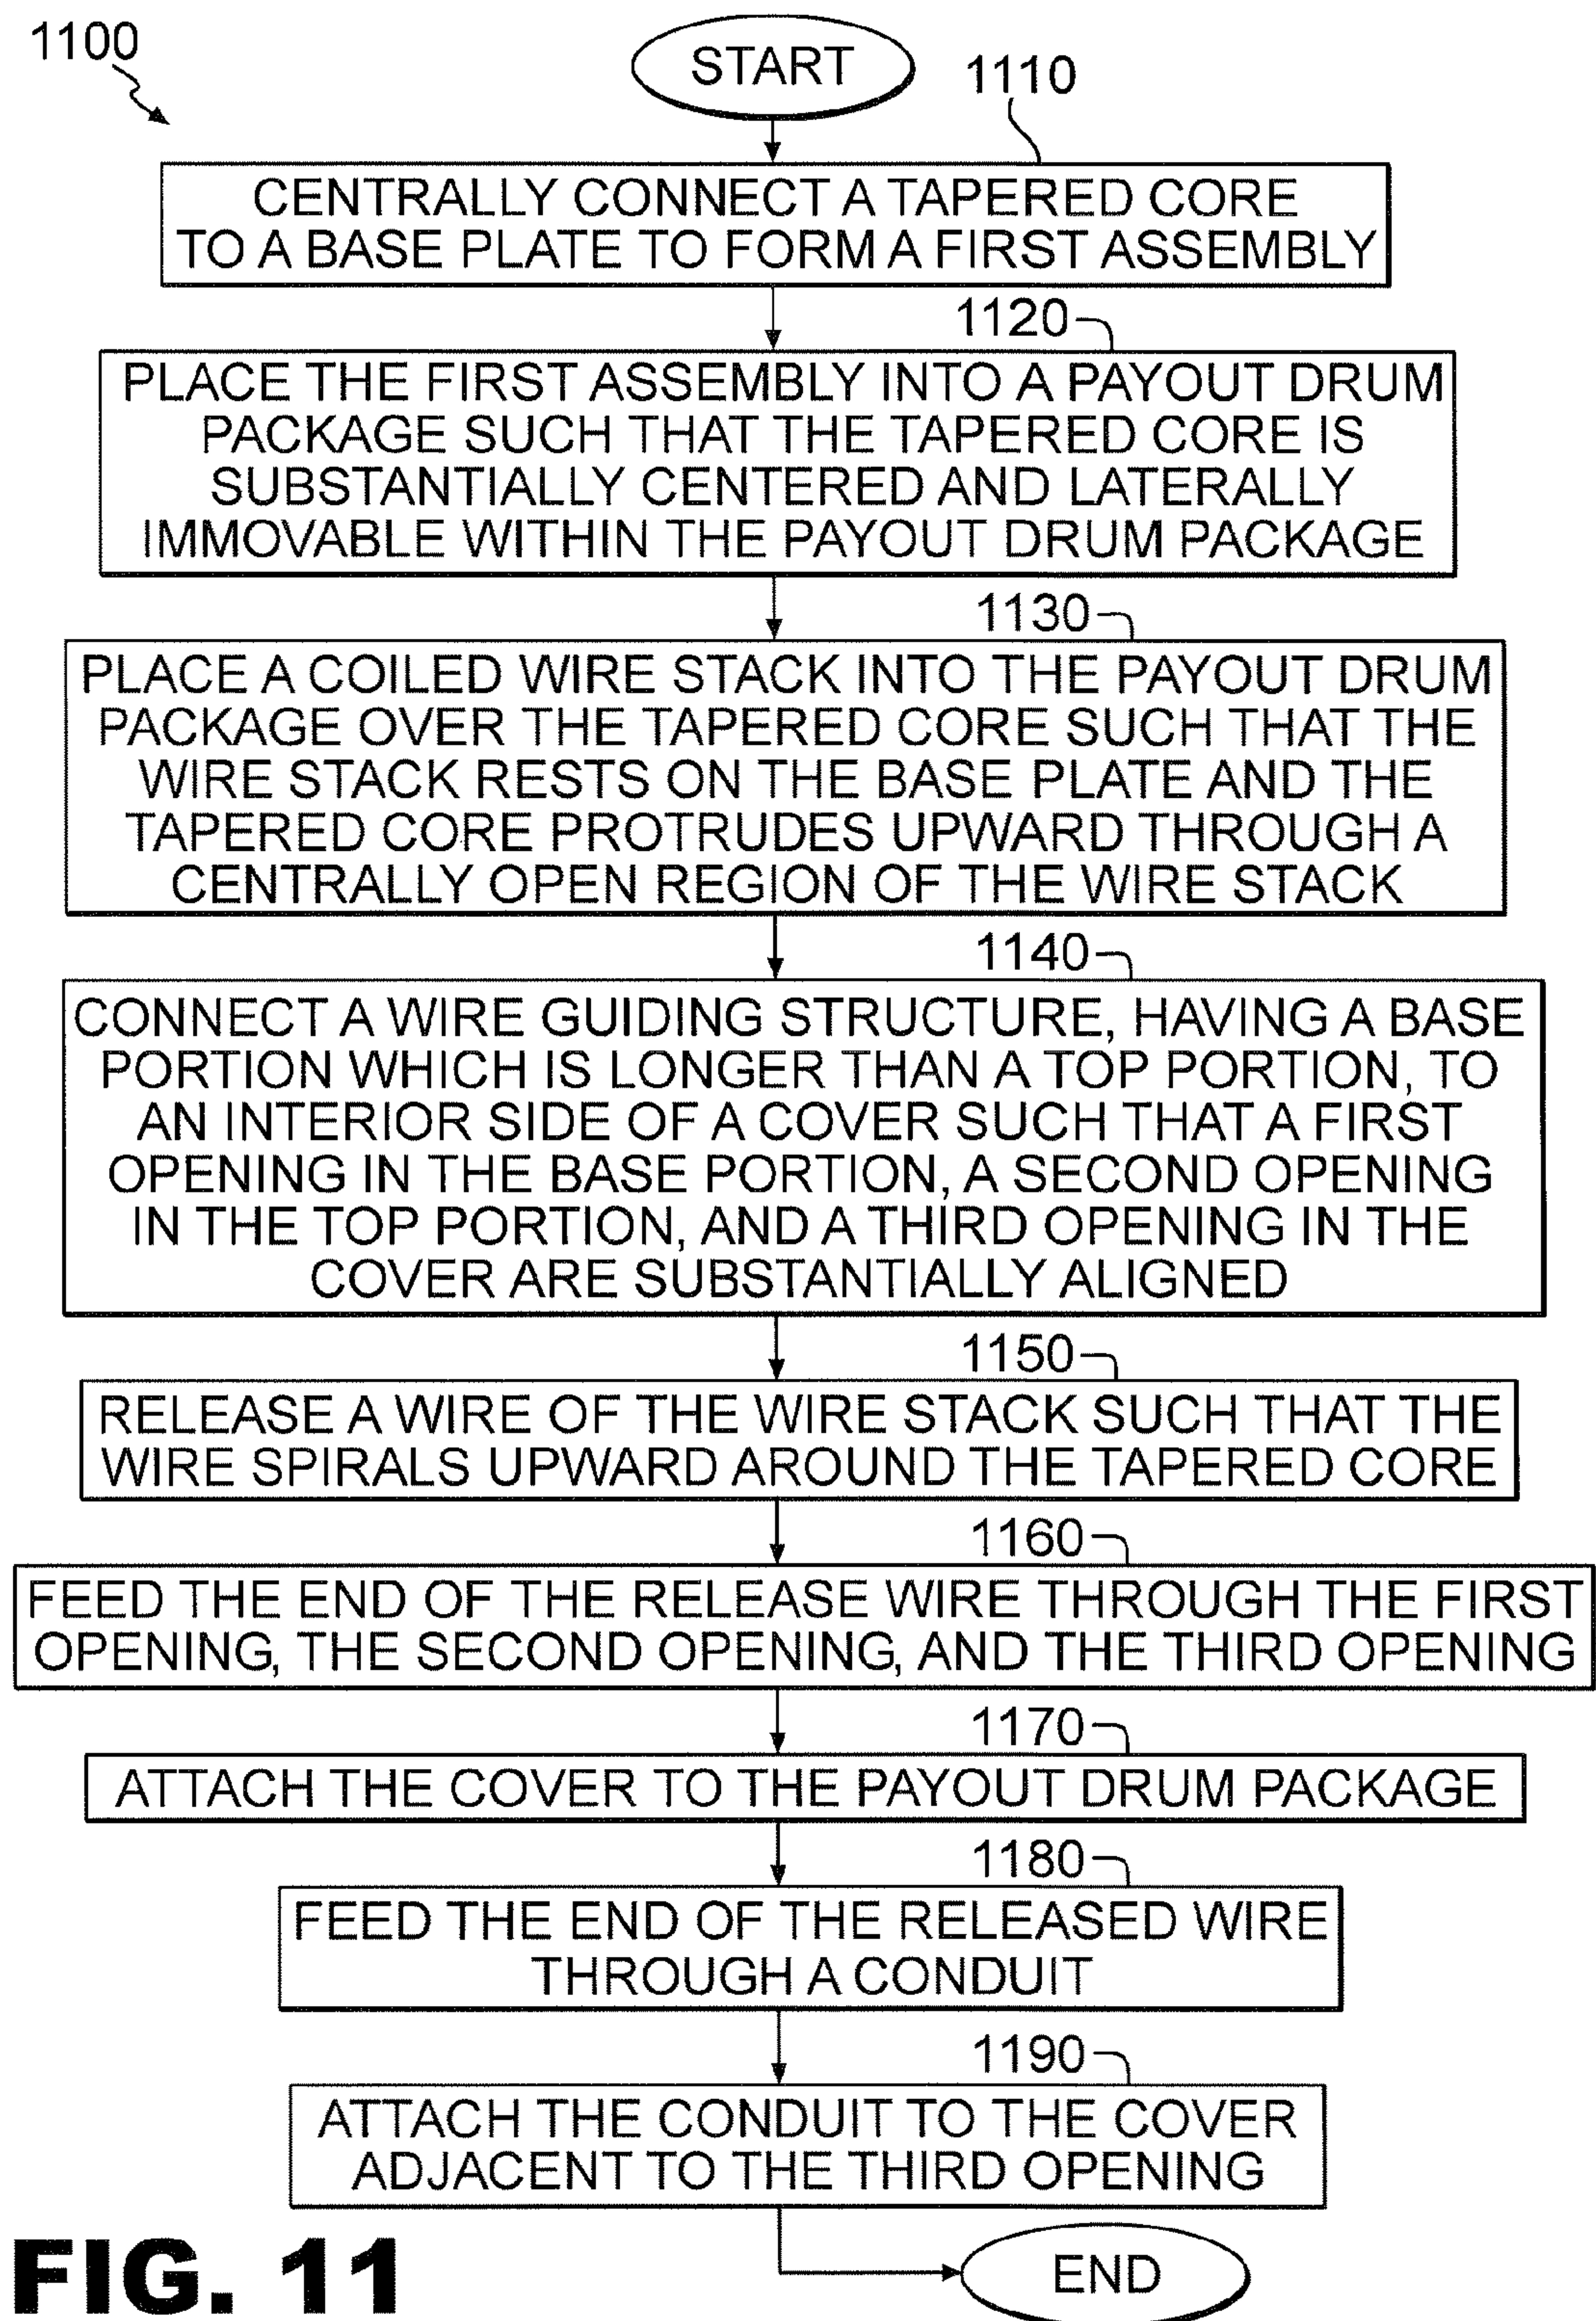 1100
START
1110
CENTRALLY CONNECT A TAPERED CORE
TO A BASE PLATE TO FORM A FIRST ASSEMBLY
1120
PLACE THE FIRST ASSEMBLY INTO A PAYOUT DRUM
PACKAGE SUCH THAT THE TAPERED CORE IS
SUBSTANTIALLY CENTERED AND LATERALLY
IMMOVABLE WITHIN THE PAYOUT DRUM PACKAGE
1130
PLACE A COILED WIRE STACK INTO THE PAYOUT DRUM
PACKAGE OVER THE TAPERED CORE SUCH THAT THE
WIRE STACK RESTS ON THE BASE PLATE AND THE
TAPERED CORE PROTRUDES UPWARD THROUGH A
CENTRALLY OPEN REGION OF THE WIRE STACK
1140
CONNECT A WIRE GUIDING STRUCTURE, HAVING A BASE
PORTION WHICH IS LONGER THAN A TOP PORTION, TO
AN INTERIOR SIDE OF A COVER SUCH THAT A FIRST
OPENING IN THE BASE PORTION, A SECOND OPENING
IN THE TOP PORTION, AND A THIRD OPENING IN THE
COVER ARE SUBSTANTIALLY ALIGNED
1150
RELEASE A WIRE OF THE WIRE STACK SUCH THAT THE
WIRE SPIRALS UPWARD AROUND THE TAPERED CORE
1160
FEED THE END OF THE RELEASE WIRE THROUGH THE FIRST
OPENING, THE SECOND OPENING, AND THE THIRD OPENING
1170
ATTACH THE COVER TO THE PAYOUT DRUM PACKAGE
1180
FEED THE END OF THE RELEASED WIRE
THROUGH A CONDUIT
1190
ATTACH THE CONDUIT TO THE COVER
ADJACENT TO THE THIRD OPENING
END
FIG. 11